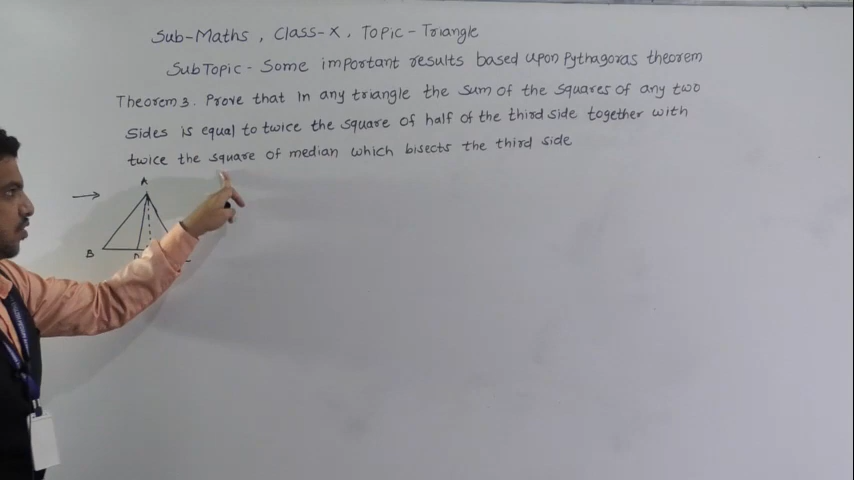 Sub-Maths, Class-X, Topic-Triangle
SubTopic - Some important results based upon Pythagoras theorem
Theorem 3. Prove that in any triangle the sum of the squares of any two
sides is equal to twice the square of half of the third side together with
twice the square of median which bisects the third side
A
B
D